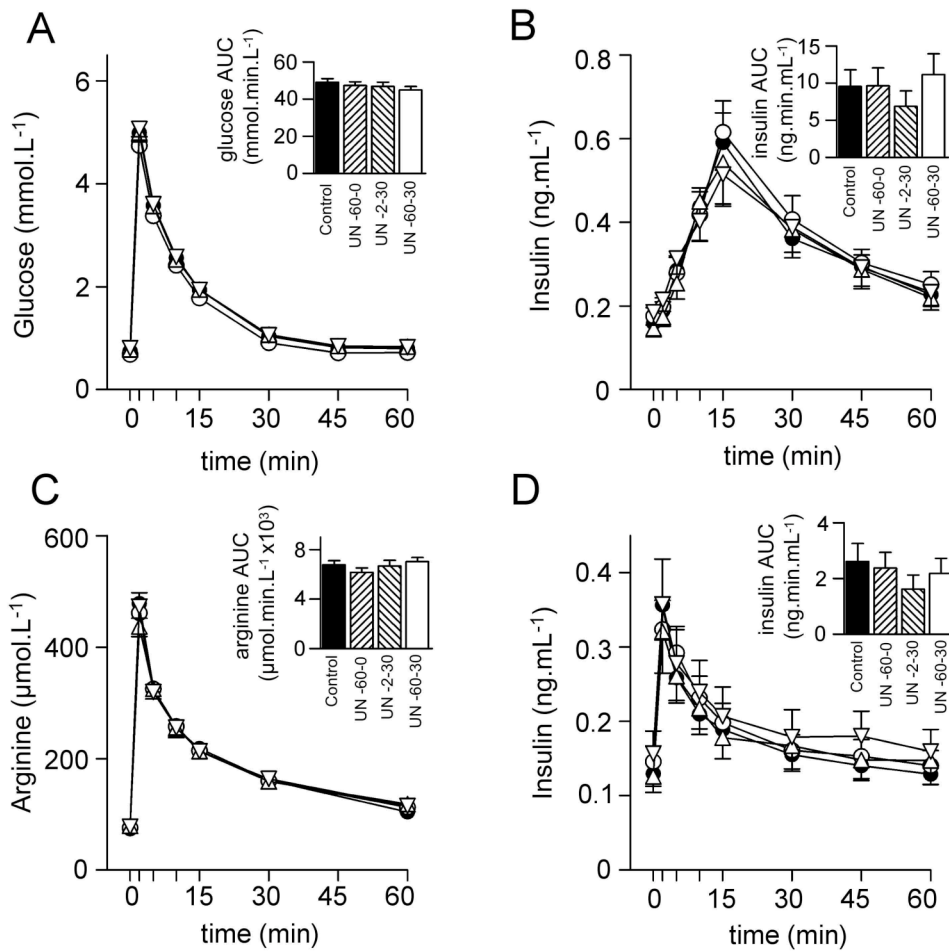 A
glucose AUC
(mmol.min.L⁻¹)
60
40
20
0
Control
UN -60-0
UN -2-30
UN -60-30
Glucose (mmol.L⁻¹)
6
4
2
0
0 15 30 45 60
time (min)
B
insulin AUC
(ng.min.mL⁻¹)
15
10
5
0
Control
UN -60-0
UN -2-30
UN -60-30
Insulin (ng.mL⁻¹)
0.8
0.6
0.4
0.2
0
0 15 30 45 60
time (min)
C
arginine AUC
(µmol.min.L⁻¹ x10³)
8
4
0
Control
UN -60-0
UN -2-30
UN -60-30
Arginine (µmol.L⁻¹)
600
400
200
0
0 15 30 45 60
time (min)
D
insulin AUC
(ng.min.mL⁻¹)
4
2
0
Control
UN -60-0
UN -2-30
UN -60-30
Insulin (ng.mL⁻¹)
0.4
0.3
0.2
0.1
0
0 15 30 45 60
time (min)